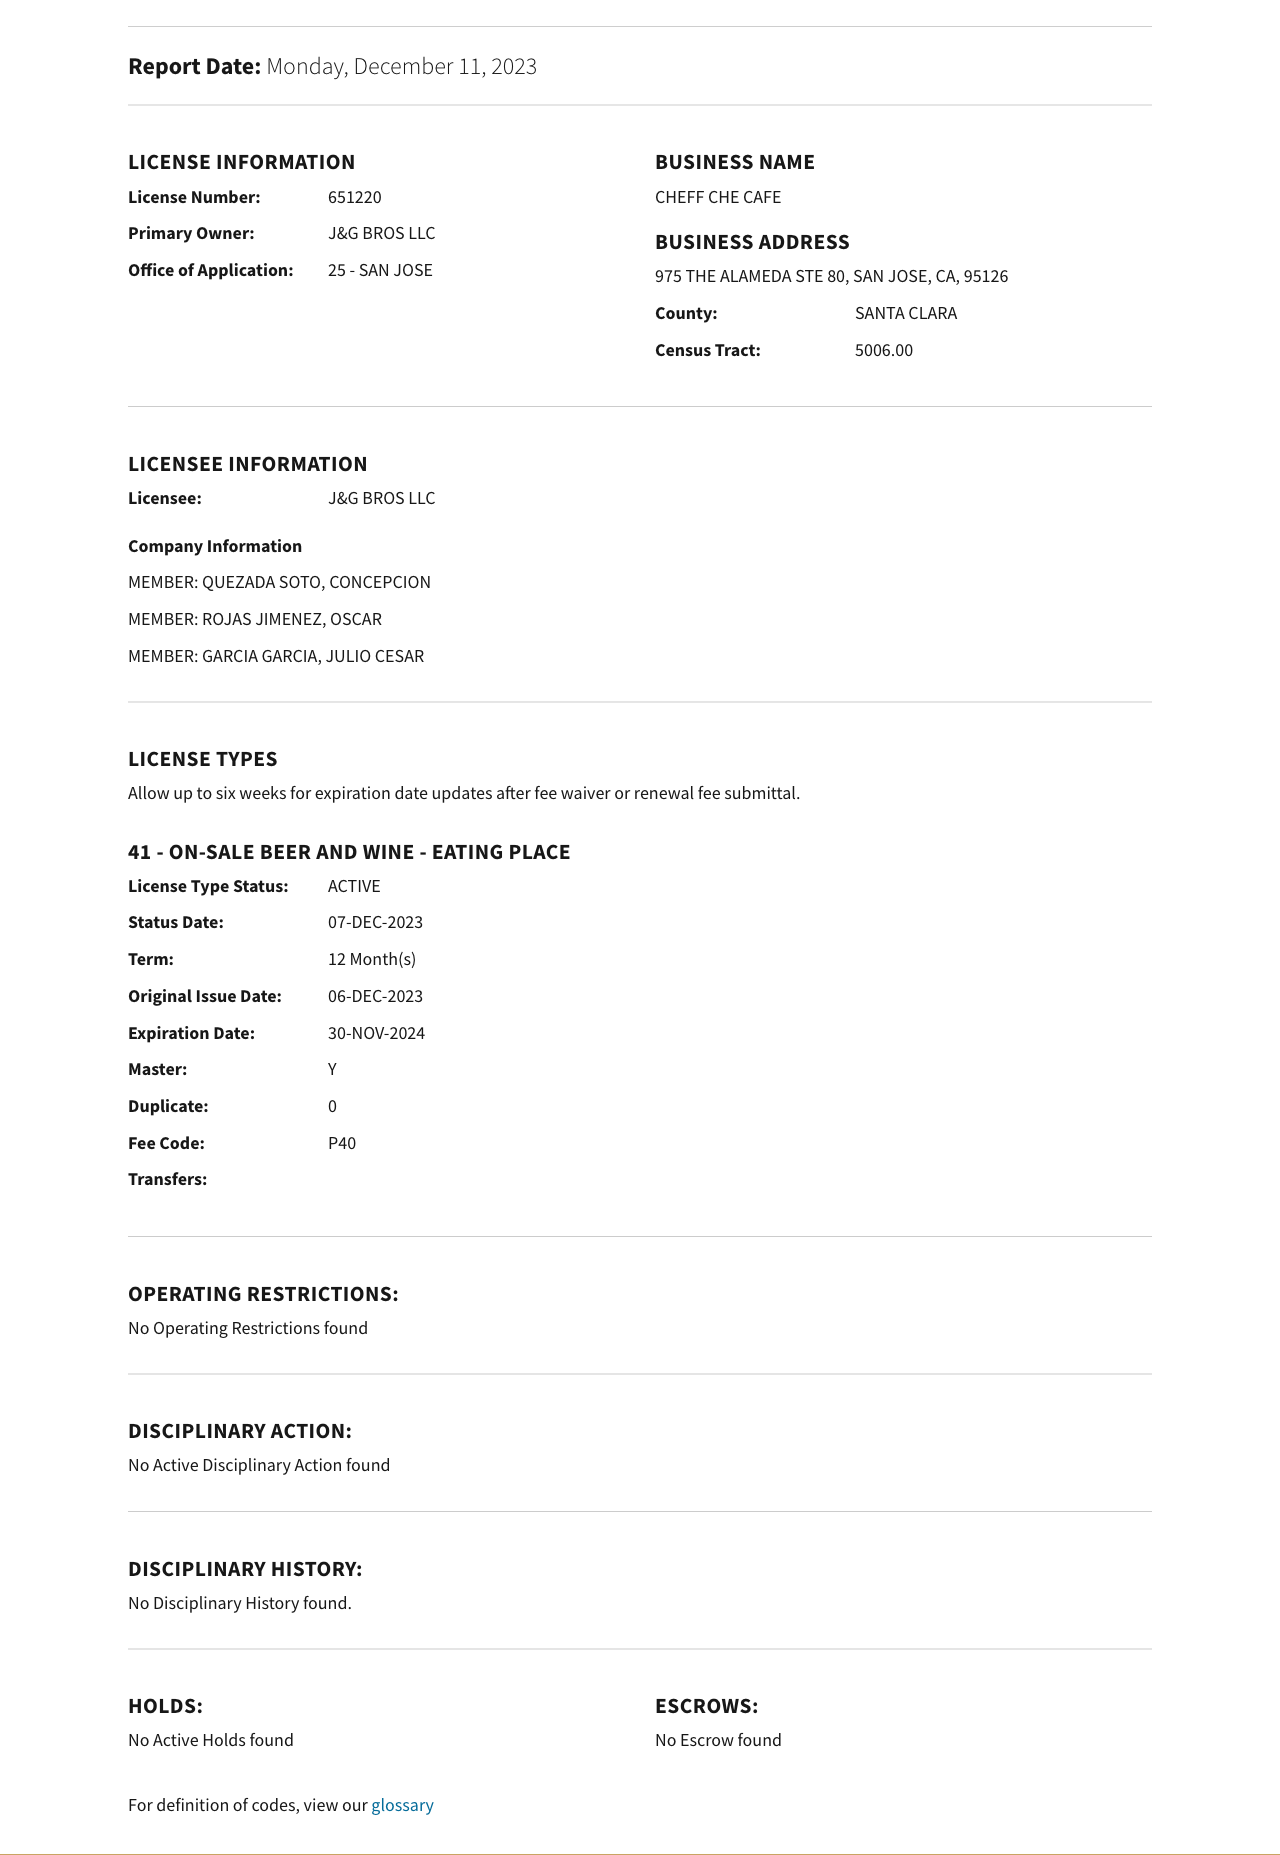 Report Date: Monday, December 11, 2023
LICENSE INFORMATION
License Number: 651220
Primary Owner: J&G BROS LLC
Office of Application: 25 - SAN JOSE
BUSINESS NAME
CHEFF CHE CAFE
BUSINESS ADDRESS
975 THE ALAMEDA STE 80, SAN JOSE, CA, 95126
County: SANTA CLARA
Census Tract: 5006.00
LICENSEE INFORMATION
Licensee: J&G BROS LLC
Company Information
MEMBER: QUEZADA SOTO, CONCEPCION
MEMBER: ROJAS JIMENEZ, OSCAR
MEMBER: GARCIA GARCIA, JULIO CESAR
LICENSE TYPES
Allow up to six weeks for expiration date updates after fee waiver or renewal fee submittal.
41 - ON-SALE BEER AND WINE - EATING PLACE
License Type Status: ACTIVE
Status Date: 07-DEC-2023
Term: 12 Month(s)
Original Issue Date: 06-DEC-2023
Expiration Date: 30-NOV-2024
Master: Y
Duplicate: 0
Fee Code: P40
Transfers:
OPERATING RESTRICTIONS:
No Operating Restrictions found
DISCIPLINARY ACTION:
No Active Disciplinary Action found
DISCIPLINARY HISTORY:
No Disciplinary History found.
HOLDS:
No Active Holds found
ESCROWS:
No Escrow found
For definition of codes, view our glossary